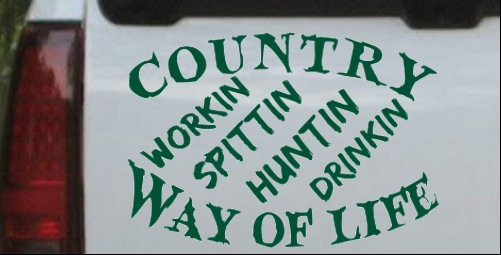 COUNTRY
WORKIN
SPITTIN
HUNTIN
DRINKIN
WAY OF LIFE